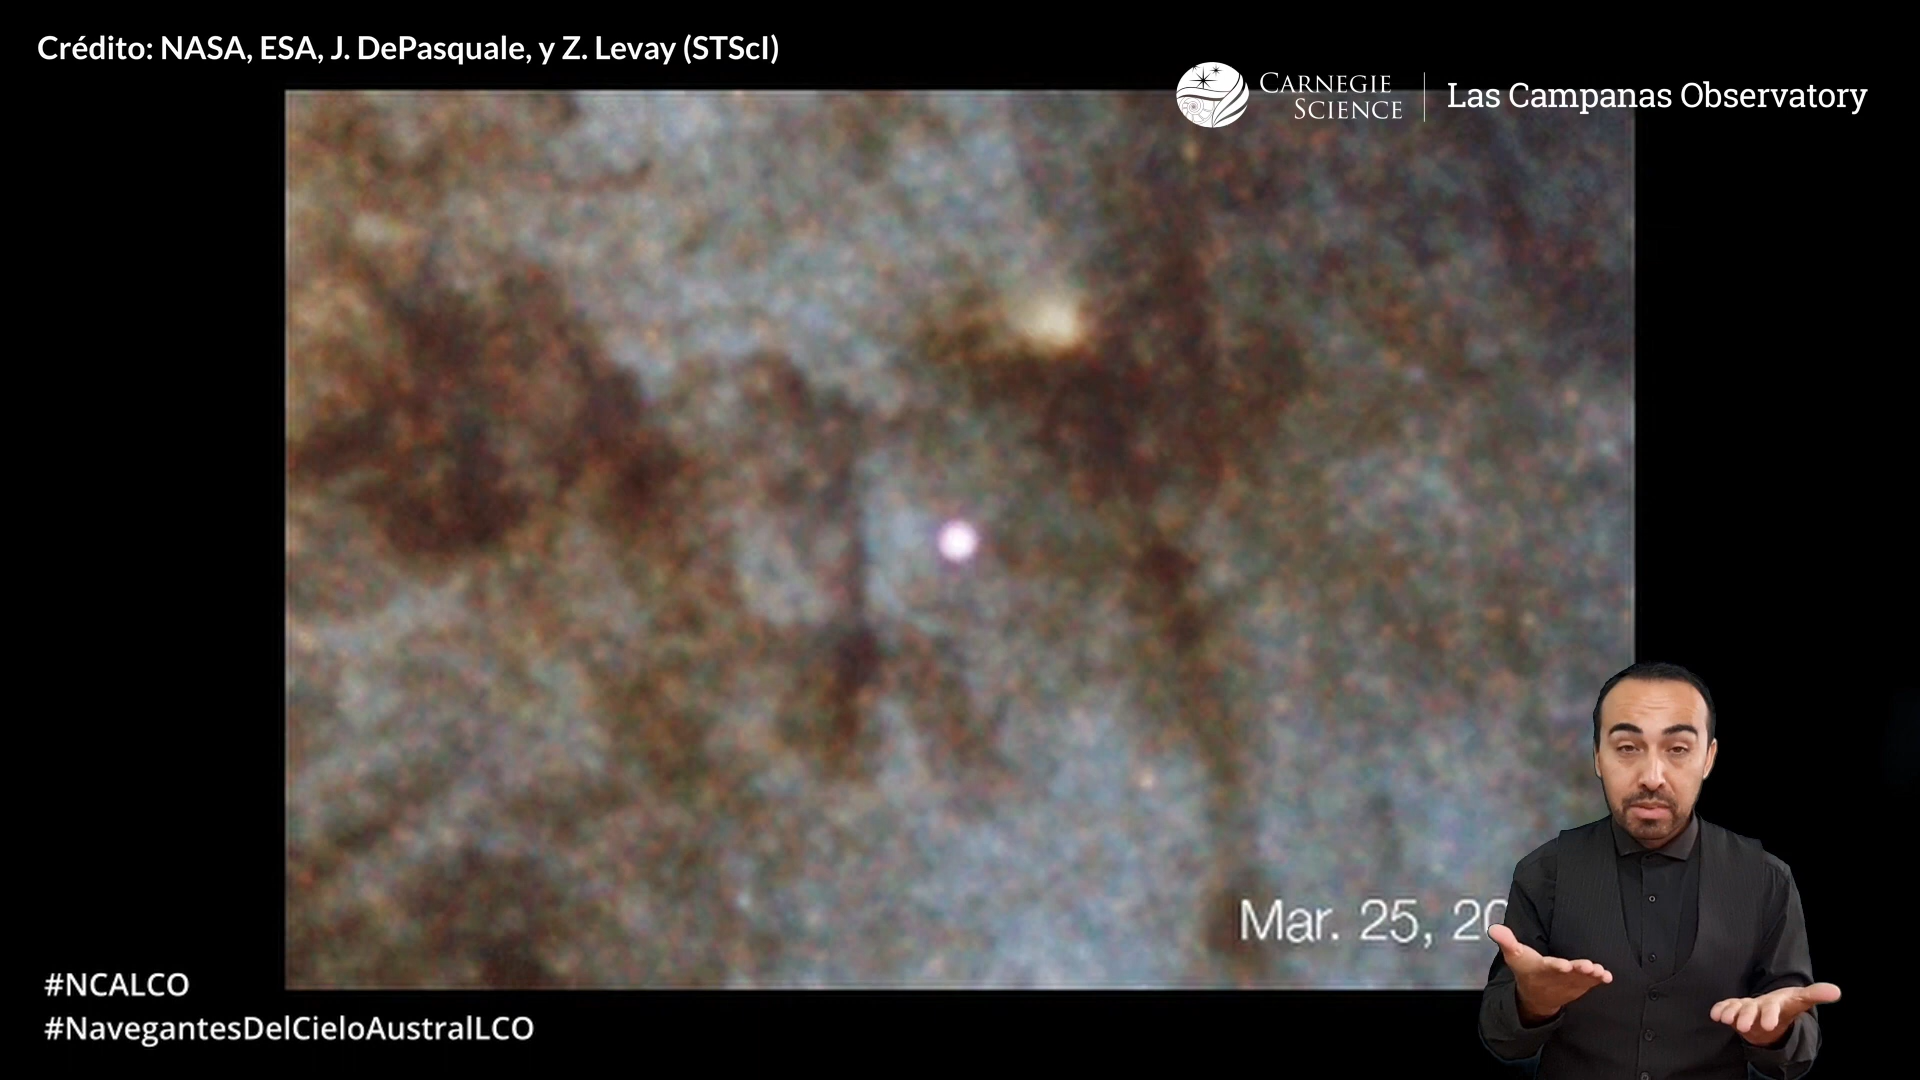 Crédito: NASA, ESA, J. DePasquale, y Z. Levay (STScI)
CARNEGIE
SCIENCE
Las Campanas Observatory
Mar. 25,
#NCALCO
#NavegantesDelCieloAustralLCO